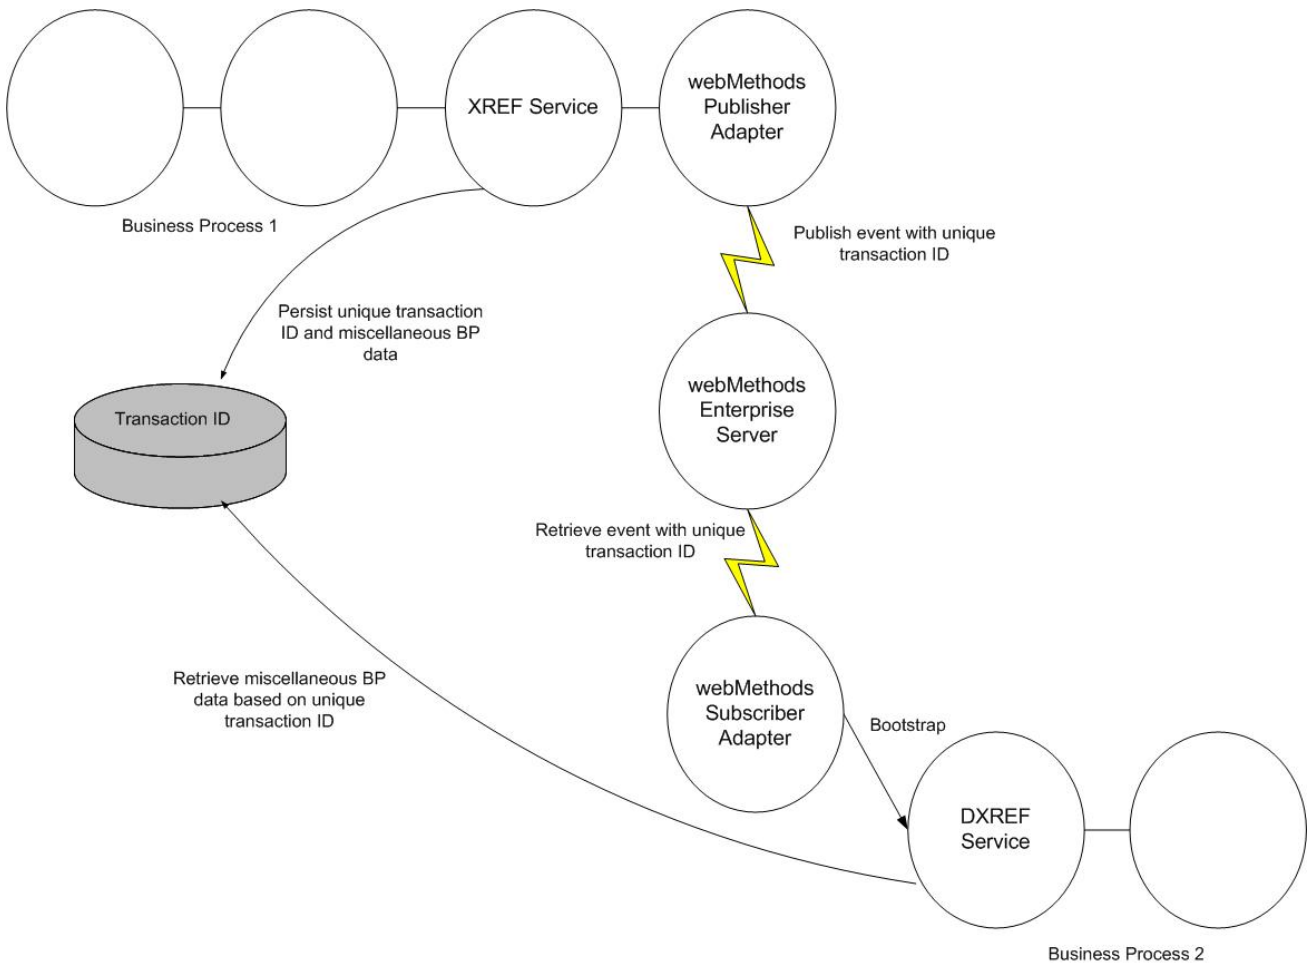 XREF Service
webMethods
Publisher
Adapter
Business Process 1
Publish event with unique
transaction ID
Persist unique transaction
ID and miscellaneous BP
data
webMethods
Enterprise
Server
Transaction ID
Retrieve event with unique
transaction ID
Retrieve miscellaneous BP
data based on unique
transaction ID
webMethods
Subscriber
Adapter
Bootstrap
DXREF
Service
Business Process 2